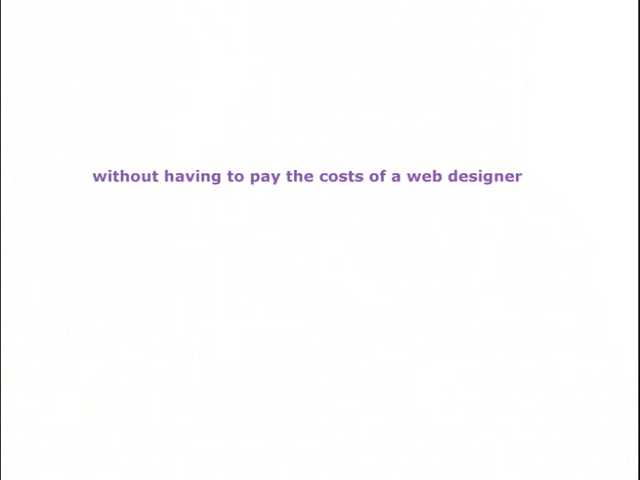 without having to pay the costs of a web designer